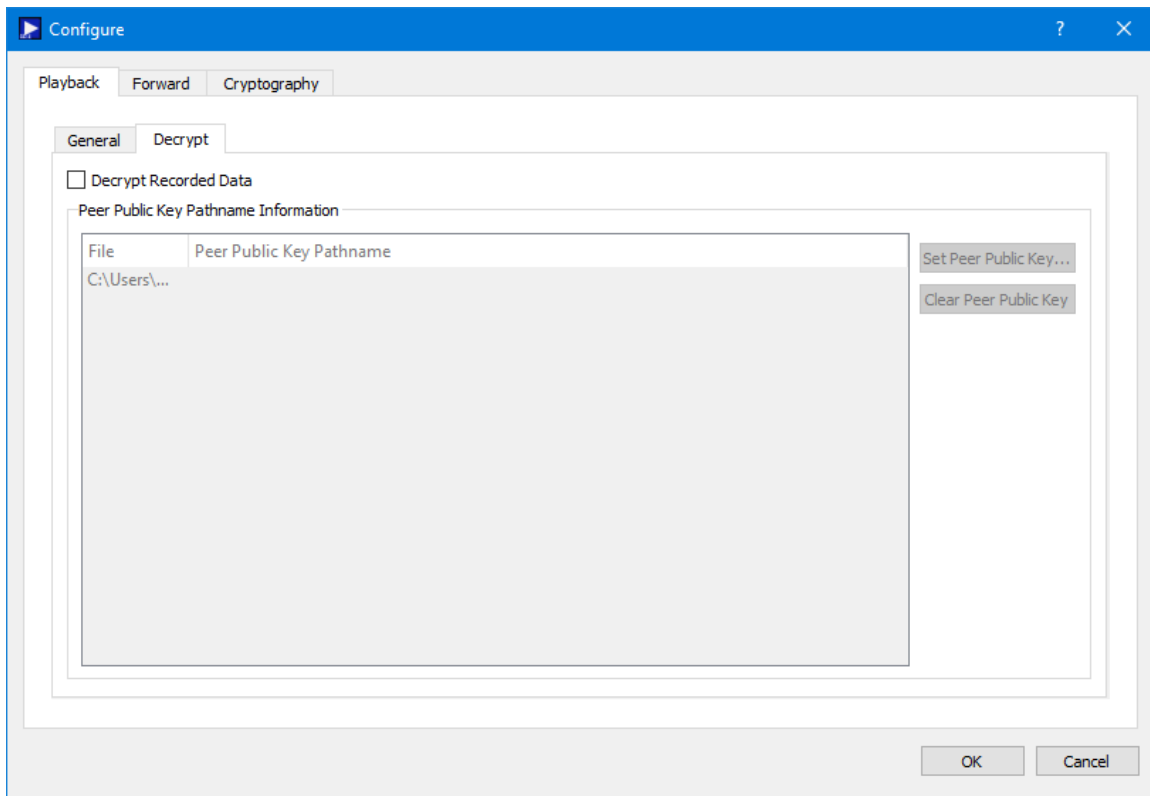 Configure
?
Playback Forward Cryptography
General Decrypt
Decrypt Recorded Data
Peer Public Key Pathname Information
File Peer Public Key Pathname
Set Peer Public Key...
C:\Users\...
Clear Peer Public Key
OK Cancel